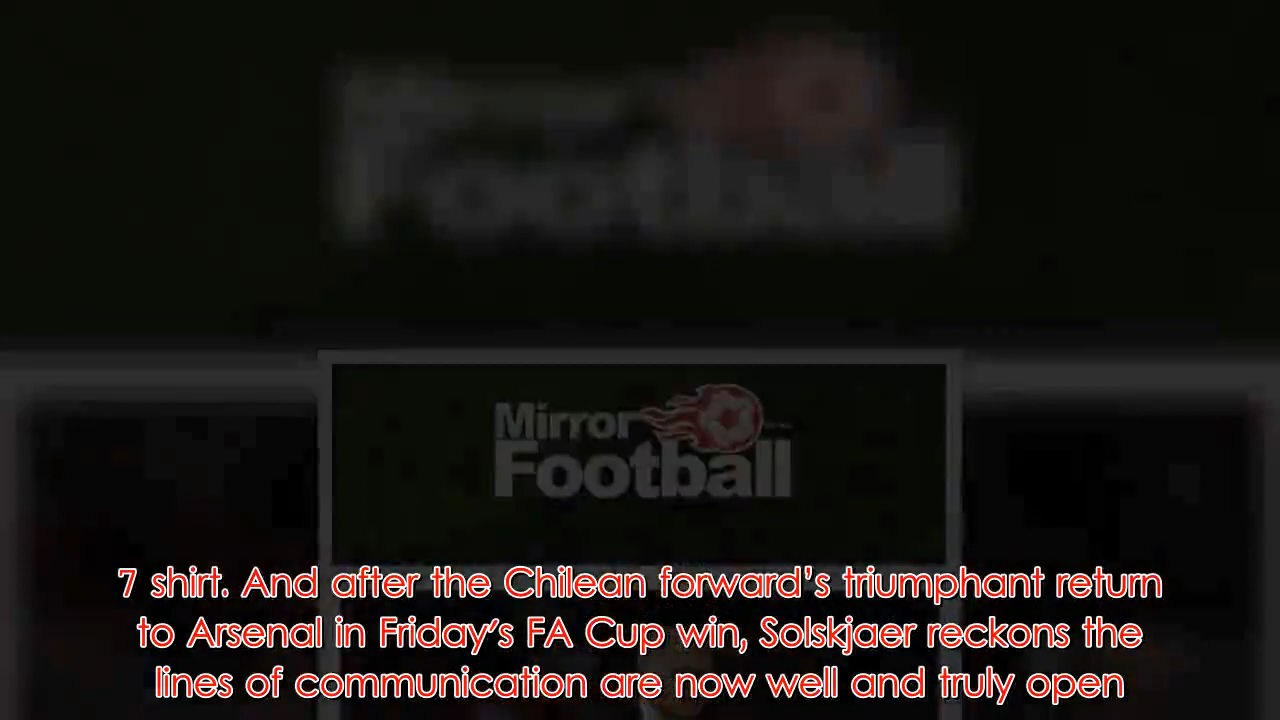 Football
Mirror
Football
7 shirt. And after the Chilean forward's triumphant return
to Arsenal in Friday's FA Cup win, Solskjaer reckons the
lines of communication are now well and truly open